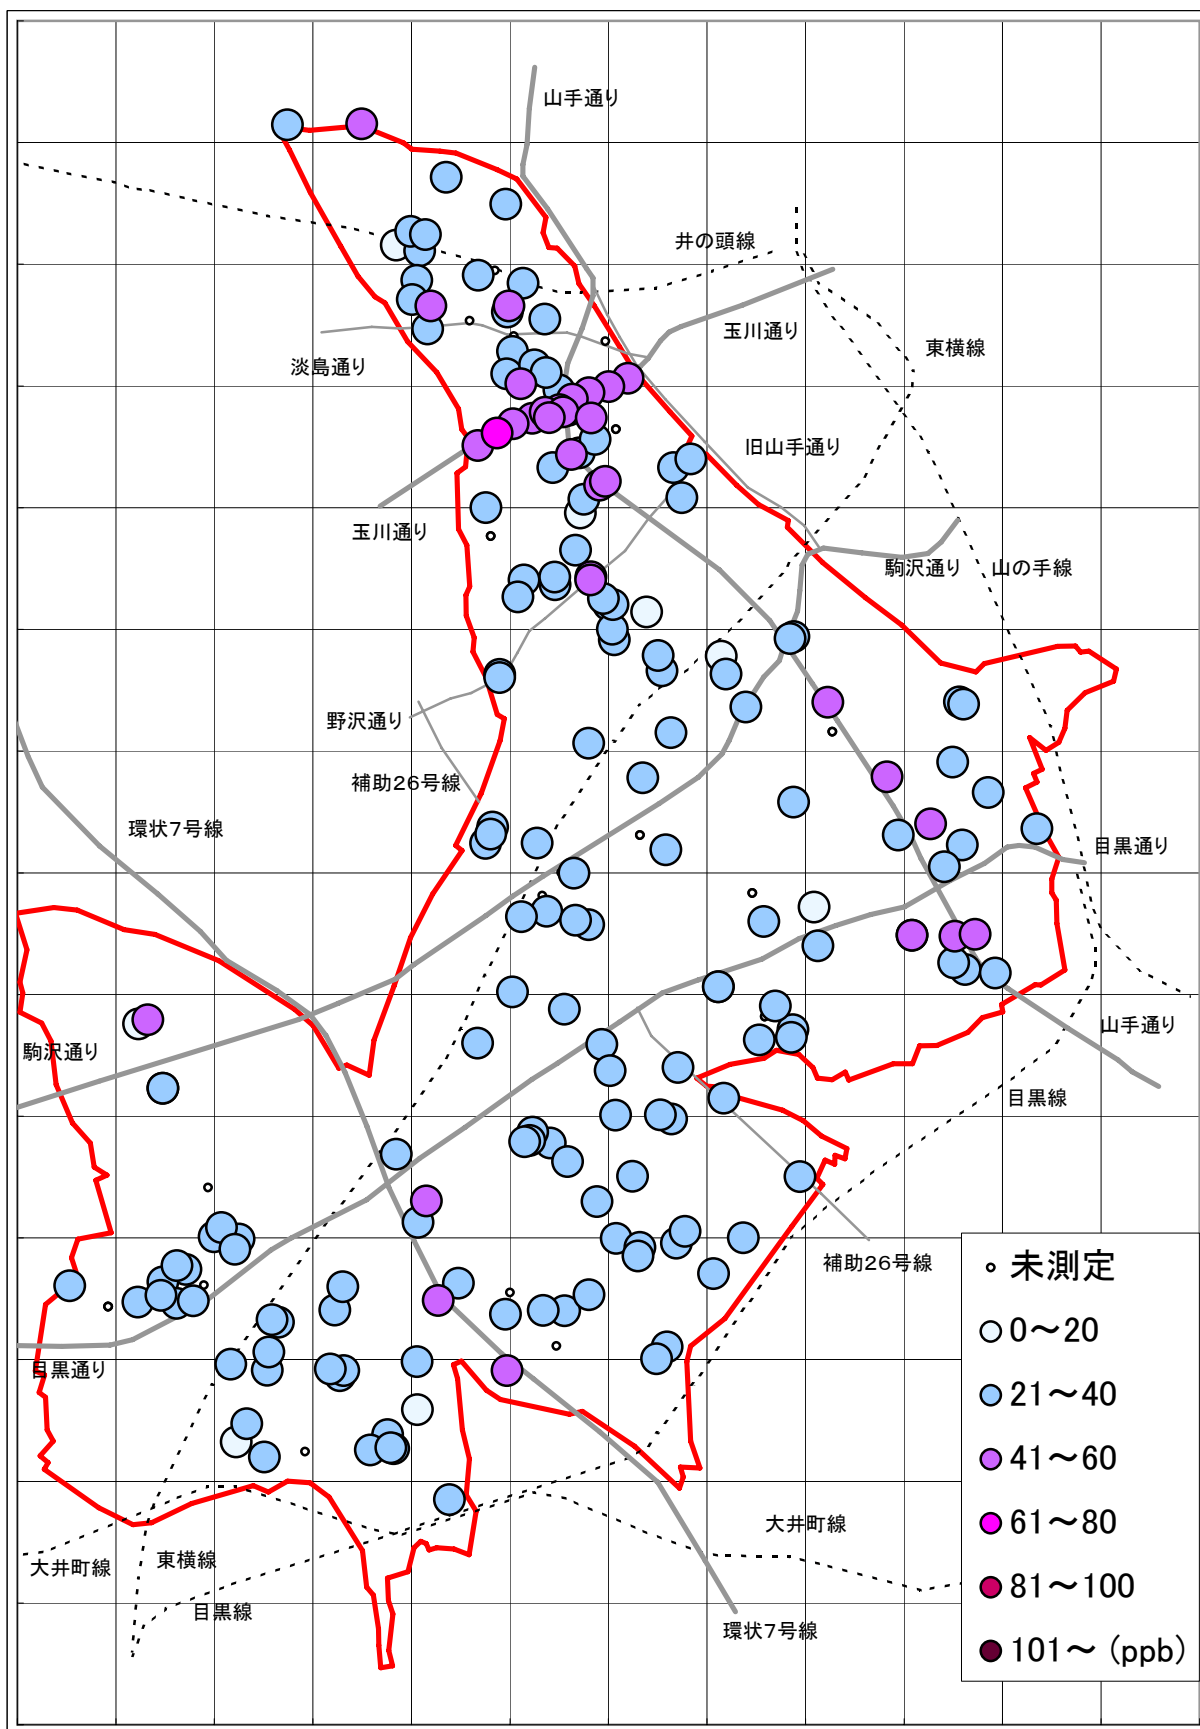 山手通り
井の頭線
玉川通り
東横線
淡島通り
旧山手通り
玉川通り
駒沢通り
山の手線
野沢通り
補助26号線
環状7号線
目黒通り
駒沢通り
山手通り
目黒線
補助26号線
目黒通り
大井町線
東横線
目黒線
大井町線
環状7号線
未測定
0～20
21～40
41～60
61～80
81～100
101～ (ppb)